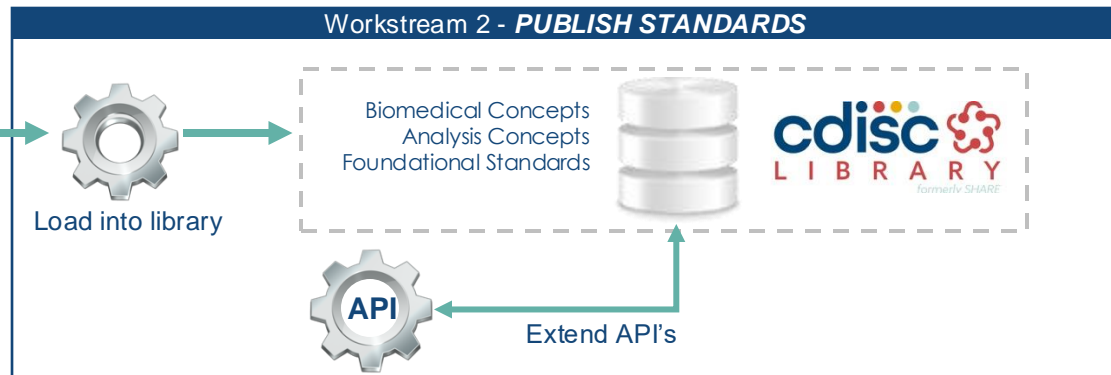 Workstream 2 - PUBLISH STANDARDS
Biomedical Concepts
Analysis Concepts
Foundational Standards
cdisc
LIBRARY
formerly SHARE
Load into library
API
Extend API's